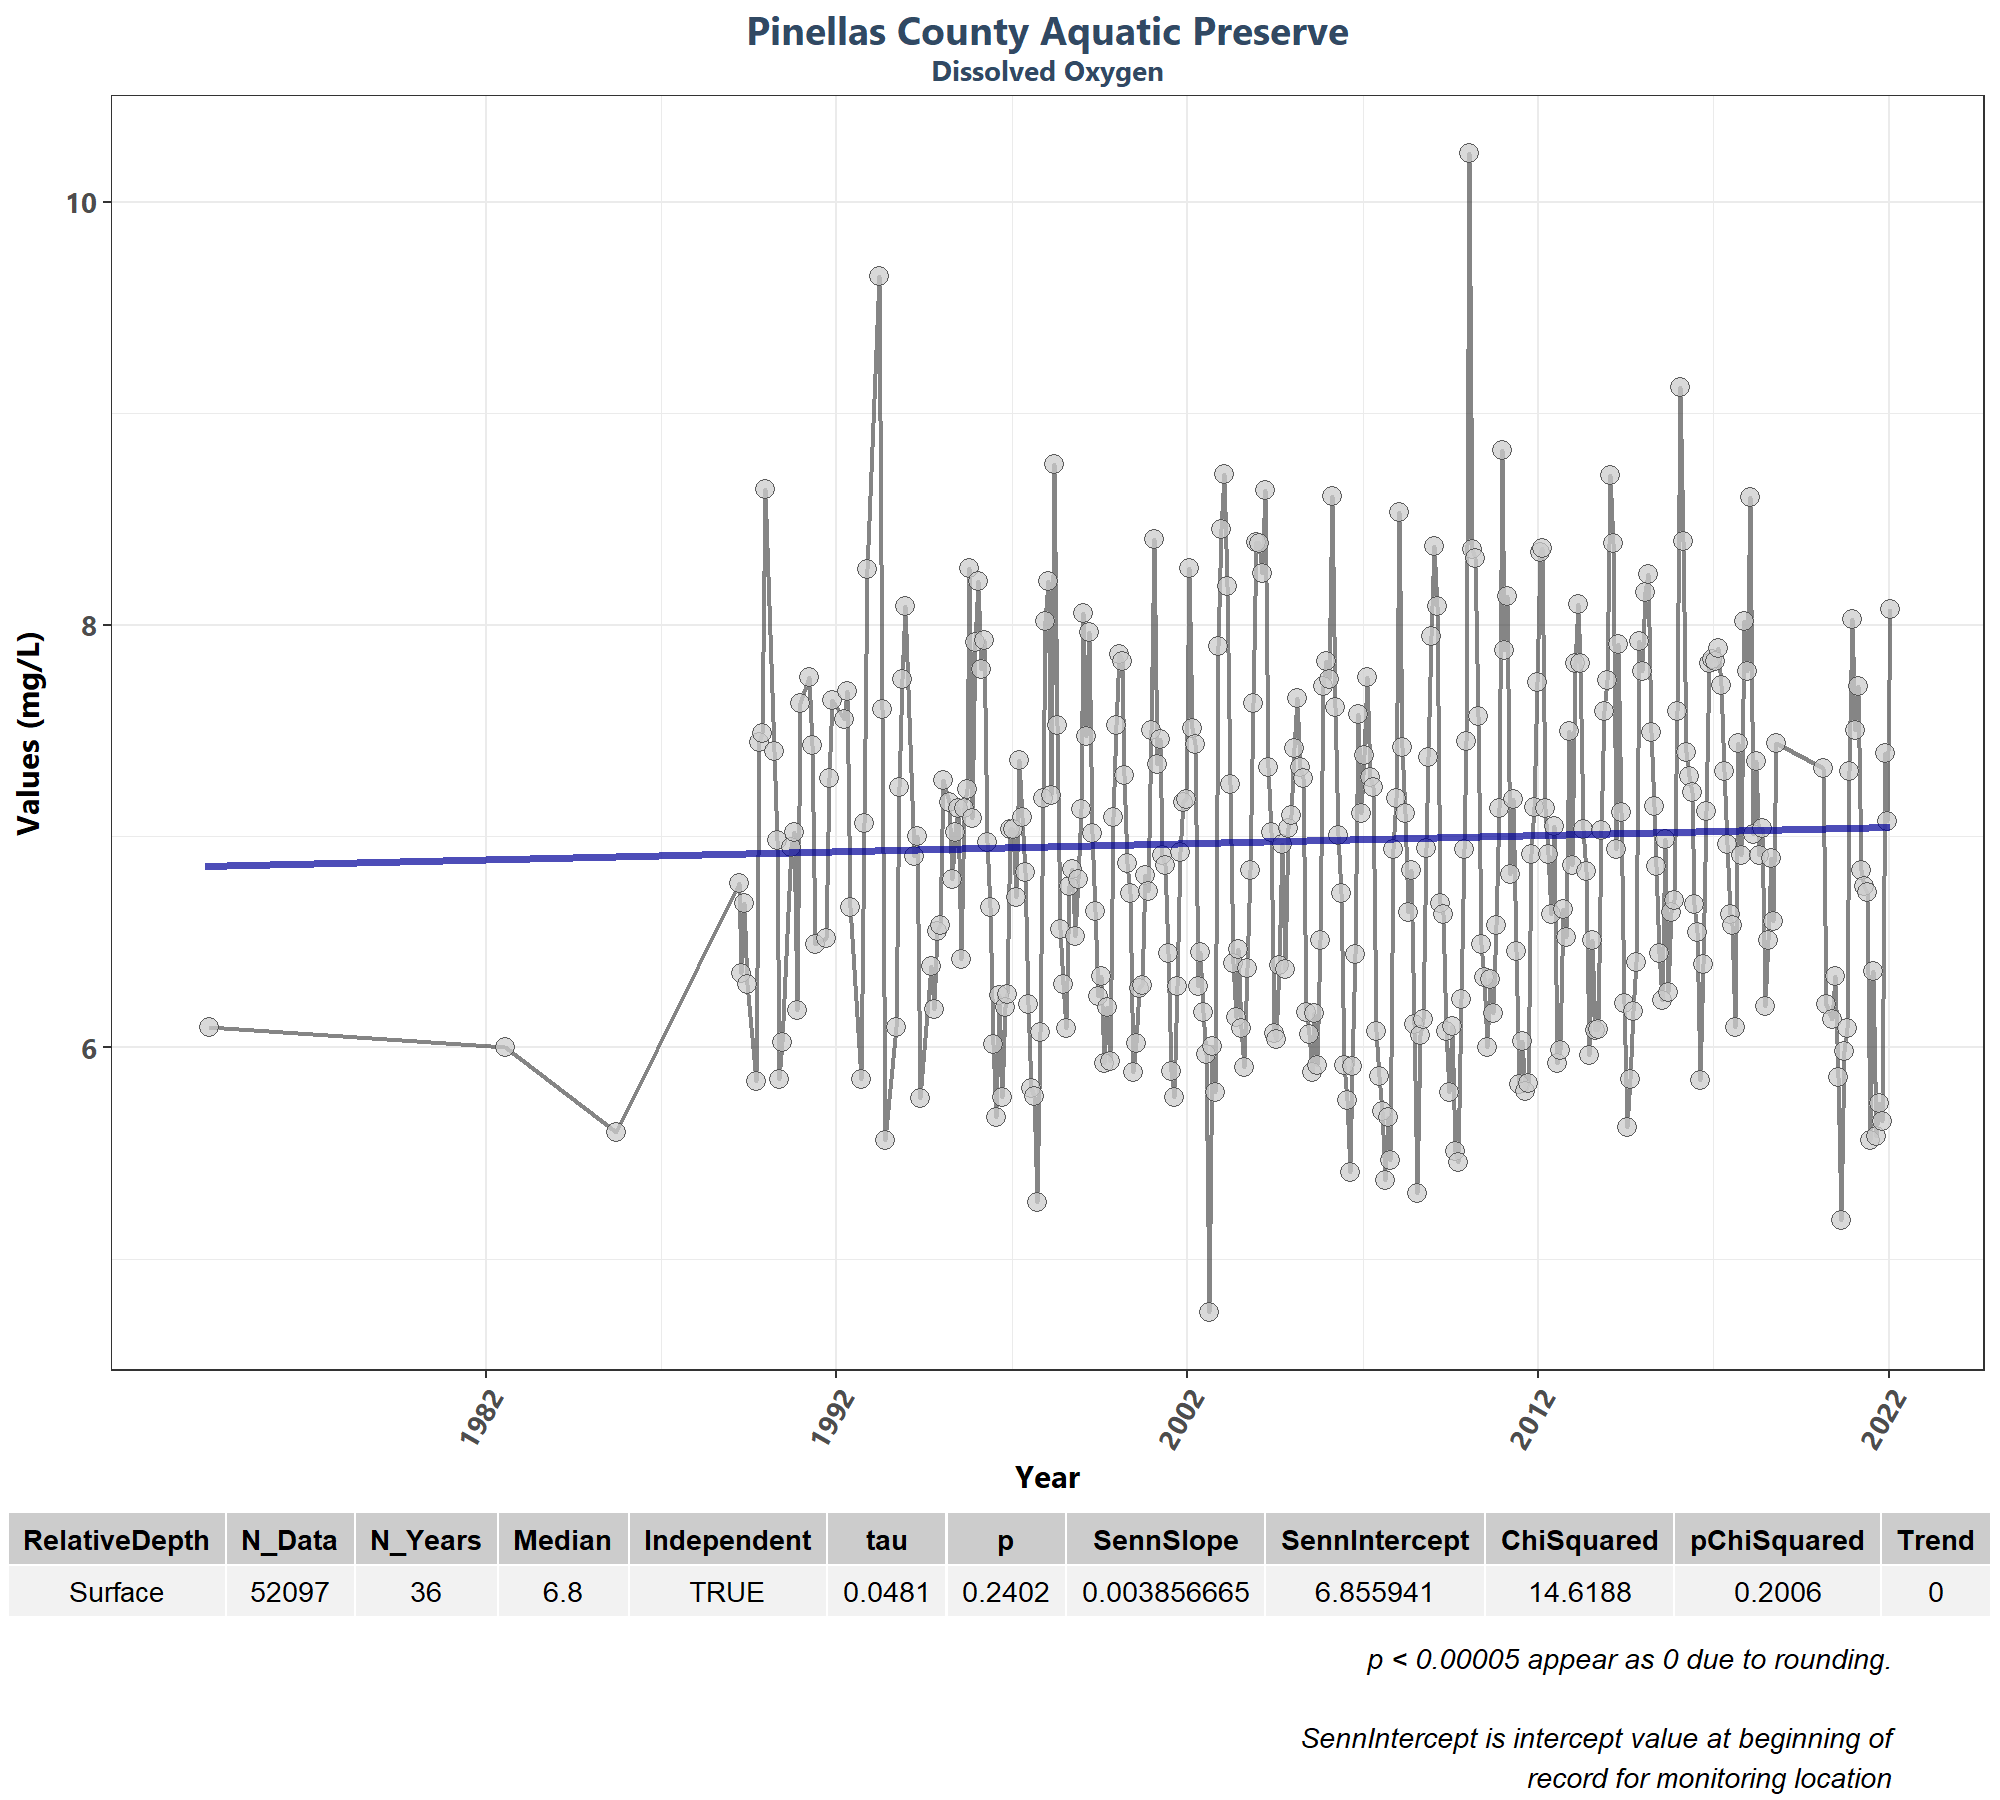 Pinellas County Aquatic Preserve
Dissolved Oxygen
Values (mg/L)
10
8
6
1982
1992
2002
2012
2022
Year
RelativeDepth N_Data N_Years Median Independent tau p SennSlope SennIntercept ChiSquared pChiSquared Trend
Surface 52097 36 6.8 TRUE 0.0481 0.2402 0.003856665 6.855941 14.6188 0.2006 0
p < 0.00005 appear as 0 due to rounding.
SennIntercept is intercept value at beginning of
record for monitoring location